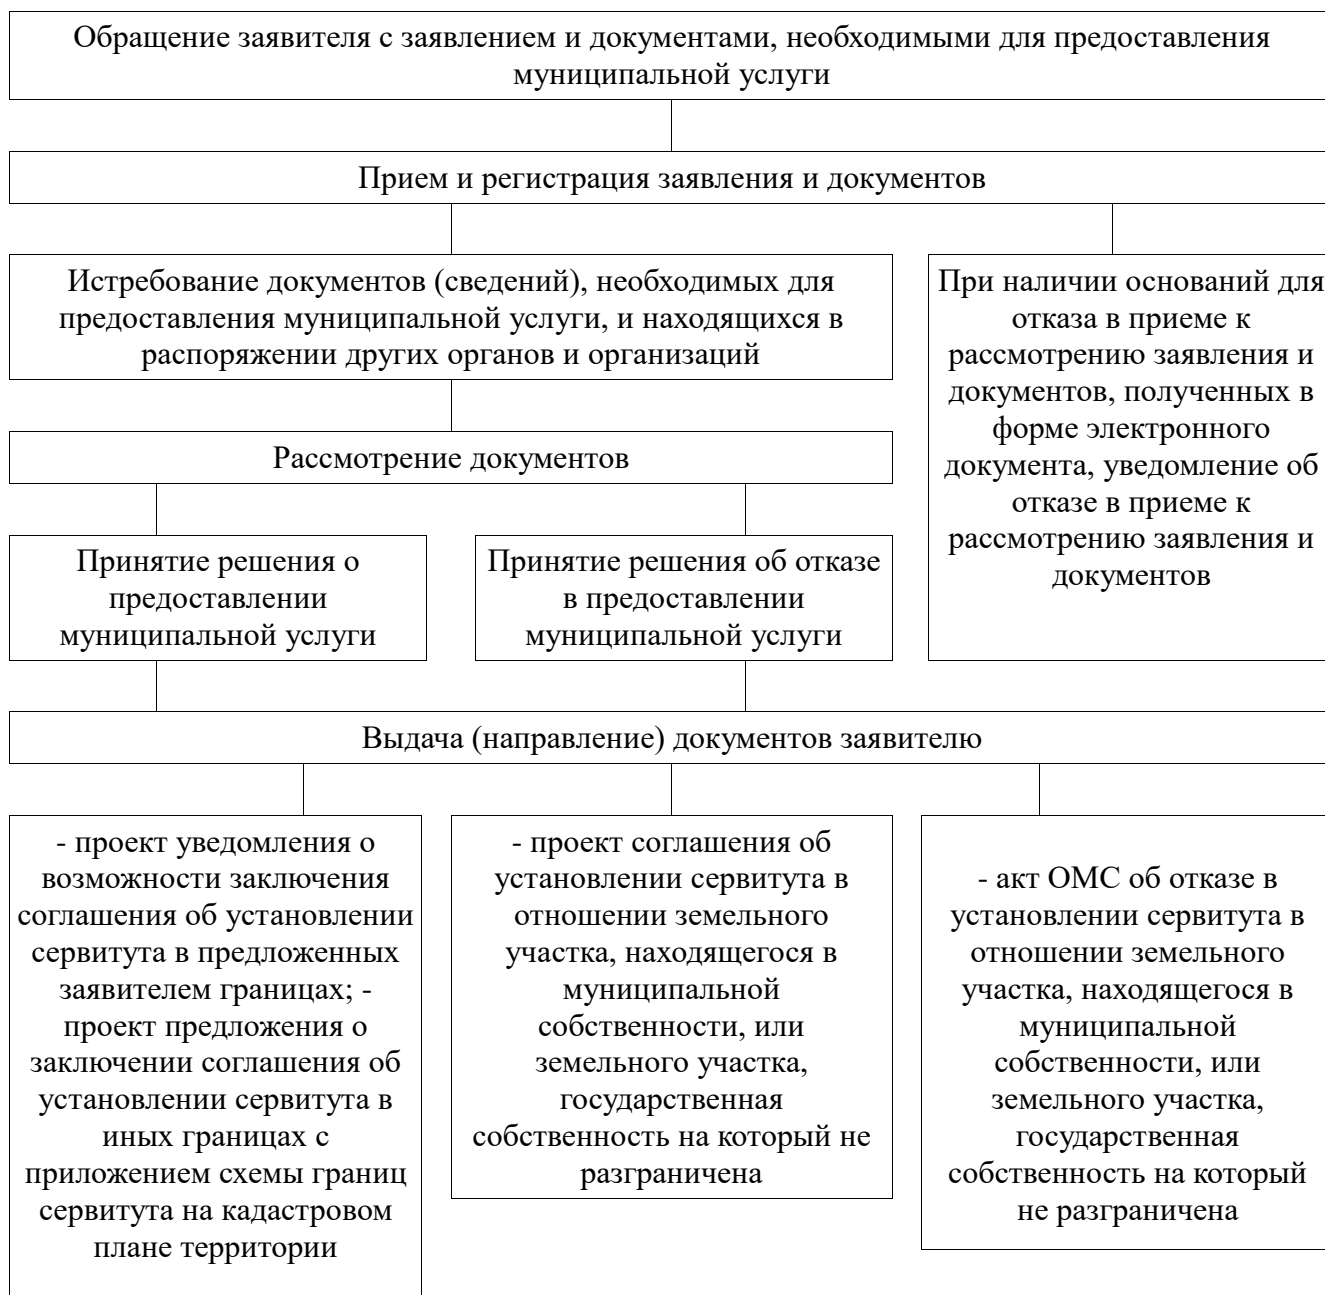 Обращение заявителя с заявлением и документами, необходимыми для предоставления
муниципальной услуги
Прием и регистрация заявления и документов
Истребование документов (сведений), необходимых для
предоставления муниципальной услуги, и находящихся в
распоряжении других органов и организаций
При наличии оснований для
отказа в приеме к
рассмотрению заявления и
документов, полученных в
форме электронного
документа, уведомление об
отказе в приеме к
рассмотрению заявления и
документов
Рассмотрение документов
Принятие решения о
предоставлении
муниципальной услуги
Принятие решения об отказе
в предоставлении
муниципальной услуги
Выдача (направление) документов заявителю
- проект уведомления о
возможности заключения
соглашения об установлении
сервитута в предложенных
заявителем границах; -
проект предложения о
заключении соглашения об
установлении сервитута в
иных границах с
приложением схемы границ
сервитута на кадастровом
плане территории
- проект соглашения об
установлении сервитута в
отношении земельного
участка, находящегося в
муниципальной
собственности, или
земельного участка,
государственная
собственность на который не
разграничена
- акт ОМС об отказе в
установлении сервитута в
отношении земельного
участка, находящегося в
муниципальной
собственности, или
земельного участка,
государственная
собственность на который
не разграничена